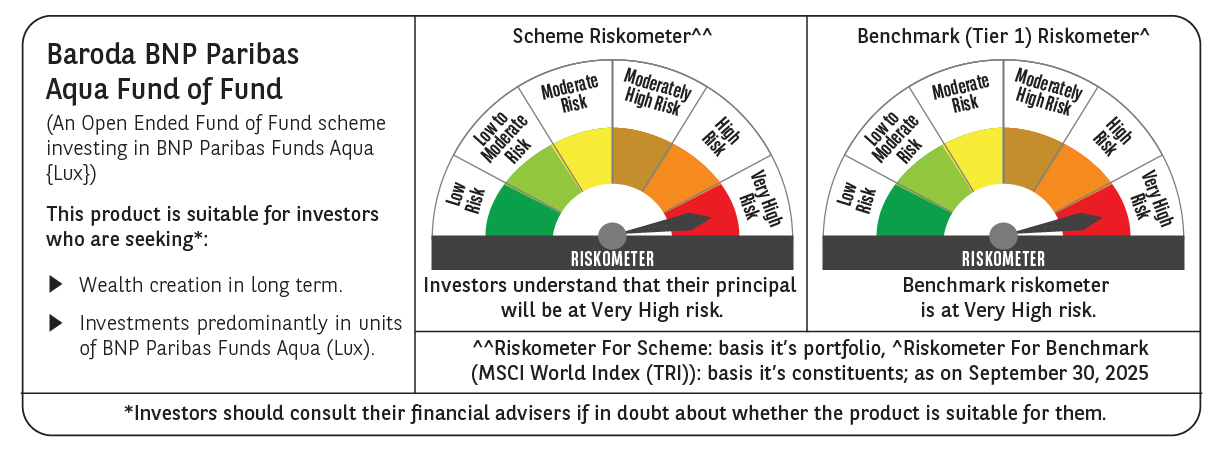 Baroda BNP Paribas
Aqua Fund of Fund
(An Open Ended Fund of Fund scheme
investing in BNP Paribas Funds Aqua
{Lux})
This product is suitable for investors
who are seeking*:
Wealth creation in long term.
Investments predominantly in units
of BNP Paribas Funds Aqua (Lux).
Scheme Riskometer^^
Low
Risk
Low to
Moderate
Risk
Moderate
Risk
Moderately
High Risk
High
Risk
Very High
Risk
RISKOMETER
Investors understand that their principal
will be at Very High risk.
Benchmark (Tier 1) Riskometer^
Low
Risk
Low to
Moderate
Risk
Moderate
Risk
Moderately
High Risk
High
Risk
Very High
Risk
RISKOMETER
Benchmark riskometer
is at Very High risk.
^^Riskometer For Scheme: basis it's portfolio, ^Riskometer For Benchmark
(MSCI World Index (TRI)): basis it's constituents; as on September 30, 2025
*Investors should consult their financial advisers if in doubt about whether the product is suitable for them.